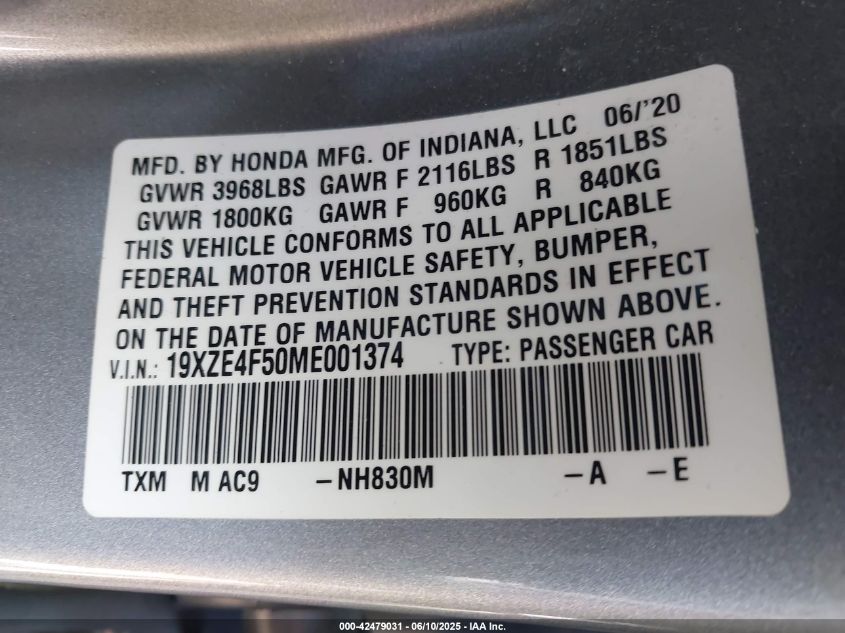 MFD. BY HONDA MFG. OF INDIANA, LLC 06/'20
GVWR 3968LBS GAWR F 2116LBS R 1851LBS
GVWR 1800KG GAWR F 960KG R 840KG
THIS VEHICLE CONFORMS TO ALL APPLICABLE
FEDERAL MOTOR VEHICLE SAFETY, BUMPER,
AND THEFT PREVENTION STANDARDS IN EFFECT
ON THE DATE OF MANUFACTURE SHOWN ABOVE.
V.I.N.: 19XZE4F50ME001374 TYPE: PASSENGER CAR
TXM M AC9 -NH830M -A -E
000-42479031 - 06/10/2025 - IAA Inc.